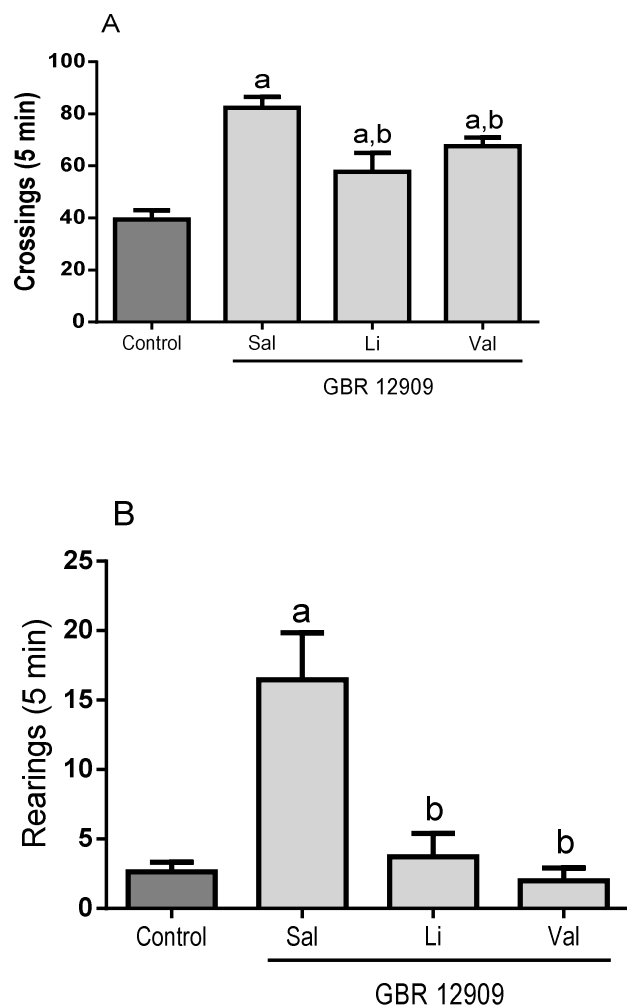 A
Crossings (5 min)
100
80
60
40
20
0
a
a,b
a,b
Control Sal Li Val
GBR 12909
B
Rearings (5 min)
25
20
15
10
5
0
a
b
b
Control Sal Li Val
GBR 12909